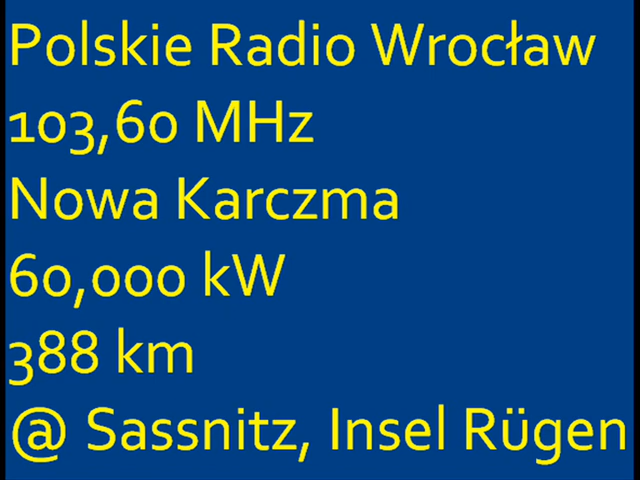 Polskie Radio Wrocław
103,60 MHz
Nowa Karczma
60,000 kW
388 km
@ Sassnitz, Insel Rügen